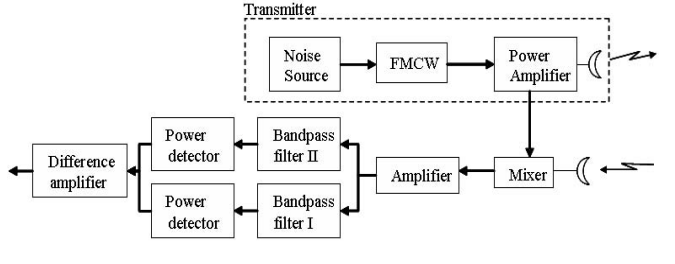 Transmitter
Noise
Source
FMCW
Power
Amplifier
Power
detector
Bandpass
filter II
Difference
amplifier
Amplifier
Mixer
Power
detector
Bandpass
filter I